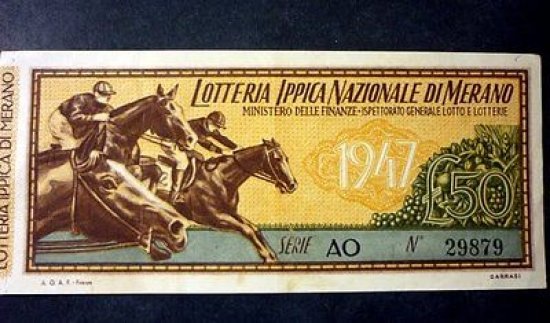 LOTTERIA IPPICA DI MERANO
LOTTERIA IPPICA NAZIONALE DI MERANO
MINISTERO DELLE FINANZE • ISPETTORATO GENERALE LOTTO E LOTTERIE
1947
£50
SERIE AO N° 29879
A. G. A. F. - Firenze
GARRASI